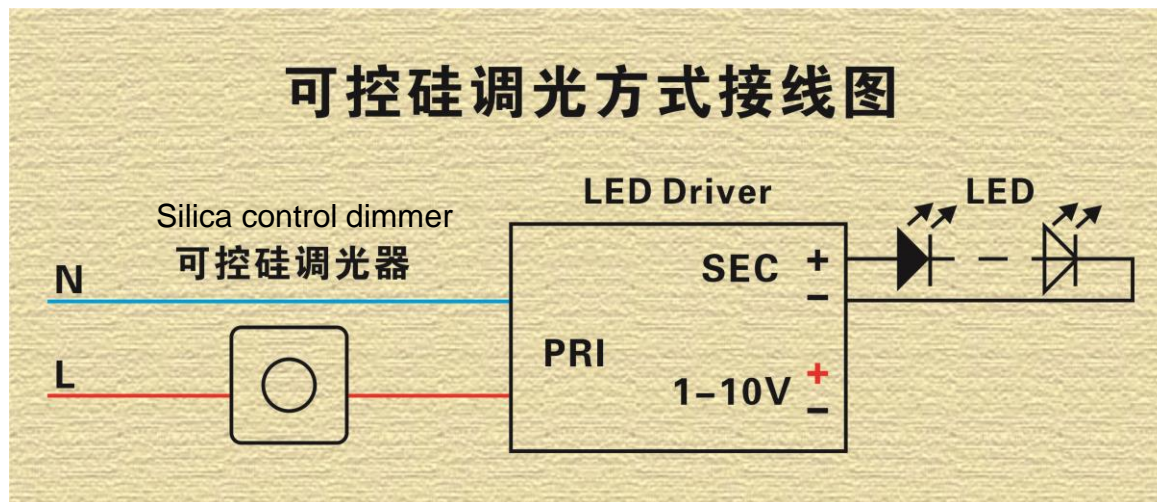 可控硅调光方式接线图
LED Driver
LED
Silica control dimmer
可控硅调光器
N
SEC +
−
PRI
L
1−10V +
−